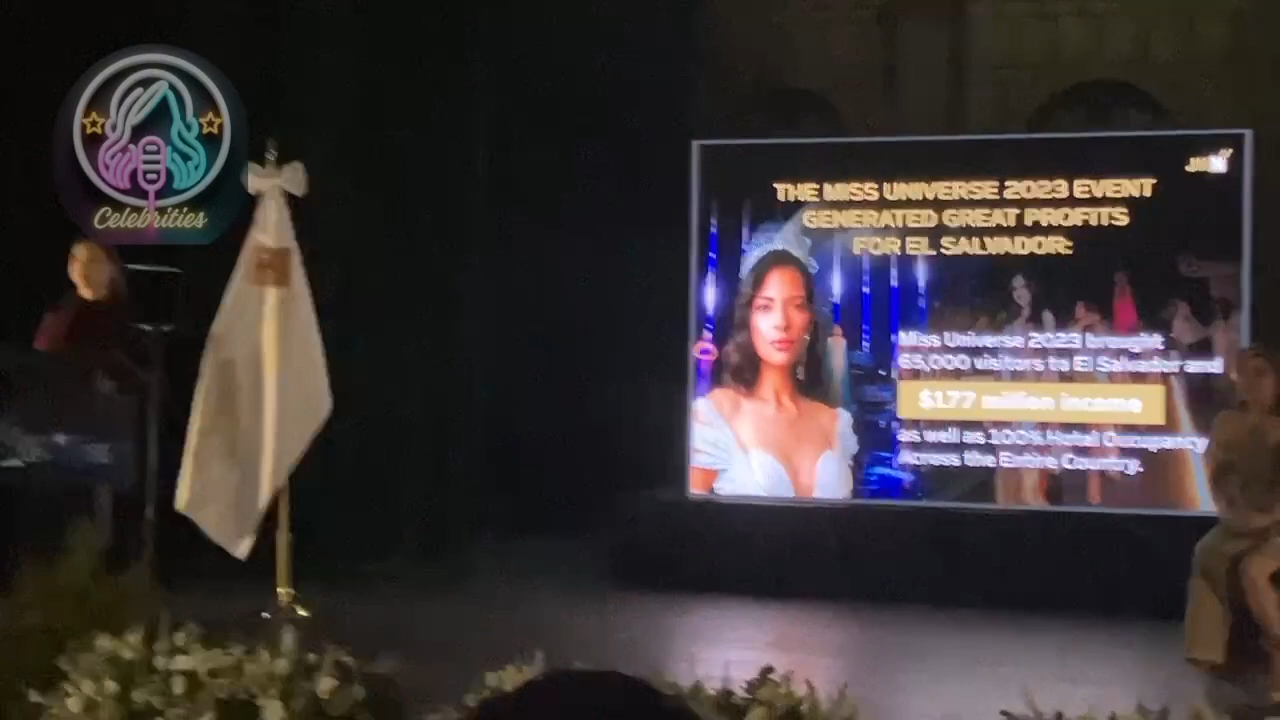 Celebrities
THE MISS UNIVERSE 2023 EVENT
GENERATED GREAT PROFITS
FOR EL SALVADOR:
Miss Universe 2023 brought
65,000 visitors to El Salvador and
$177 million income
as well as 100% Hotel Occupancy
Across the Entire Country.